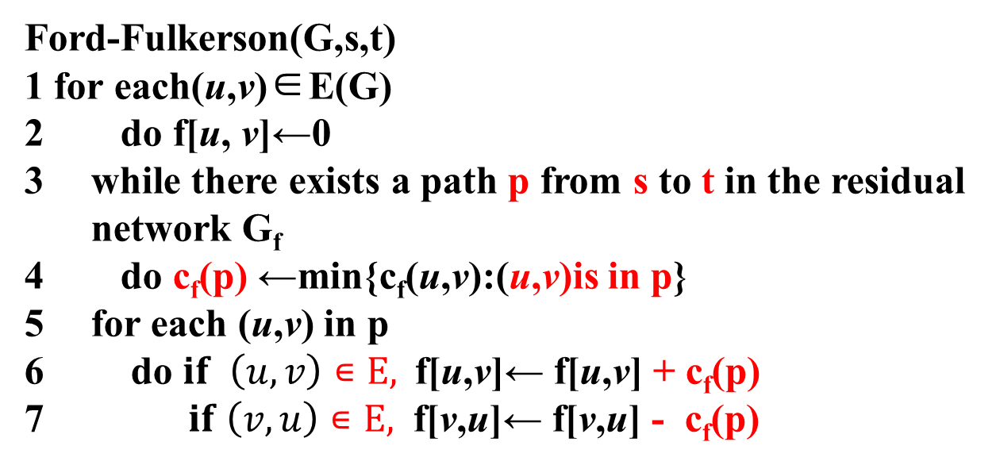 Ford-Fulkerson(G,s,t)
1 for each(u,v)∈E(G)
2 do f[u, v]←0
3 while there exists a path p from s to t in the residual
network Gf
4 do cf(p) ←min{cf(u,v):(u,v)is in p}
5 for each (u,v) in p
6 do if (u,v) ∈ E, f[u,v]← f[u,v] + cf(p)
7 if (v,u) ∈ E, f[v,u]← f[v,u] - cf(p)